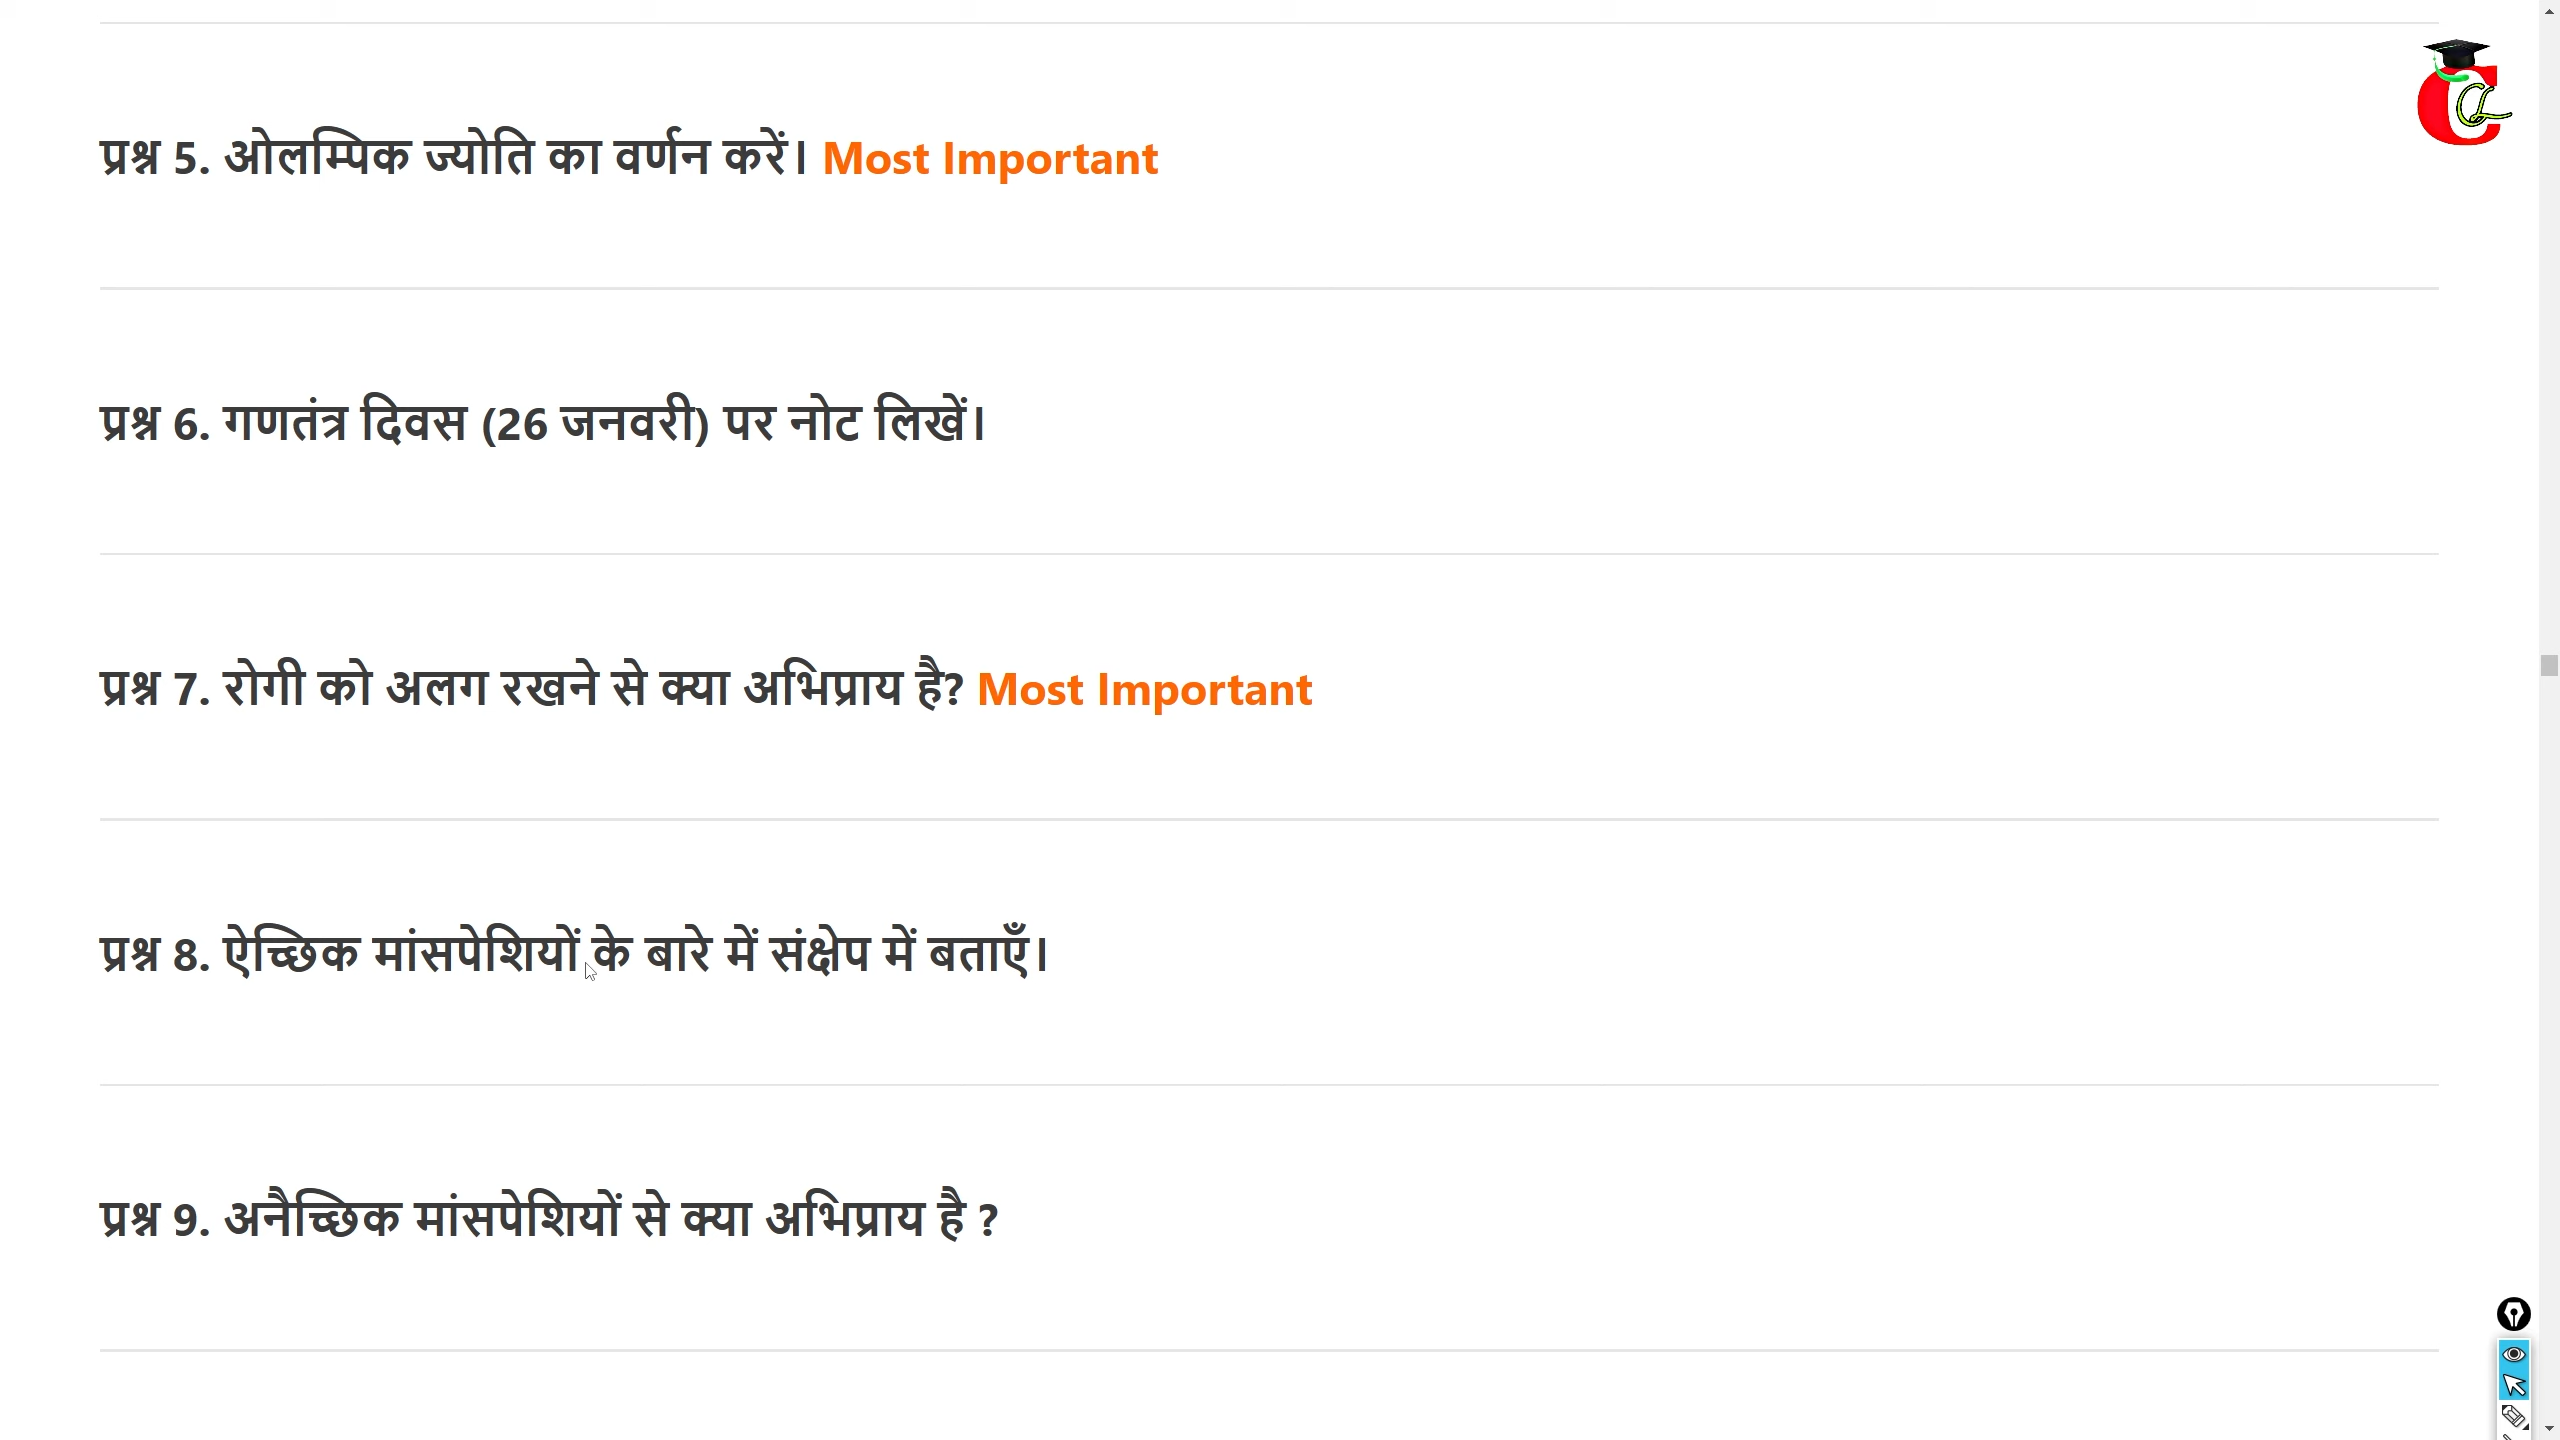 प्रश्न 5. ओलम्पिक ज्योति का वर्णन करें। Most Important
प्रश्न 6. गणतंत्र दिवस (26 जनवरी) पर नोट लिखें।
प्रश्न 7. रोगी को अलग रखने से क्या अभिप्राय है? Most Important
प्रश्न 8. ऐच्छिक मांसपेशियों के बारे में संक्षेप में बताएँ।
प्रश्न 9. अनैच्छिक मांसपेशियों से क्या अभिप्राय है ?